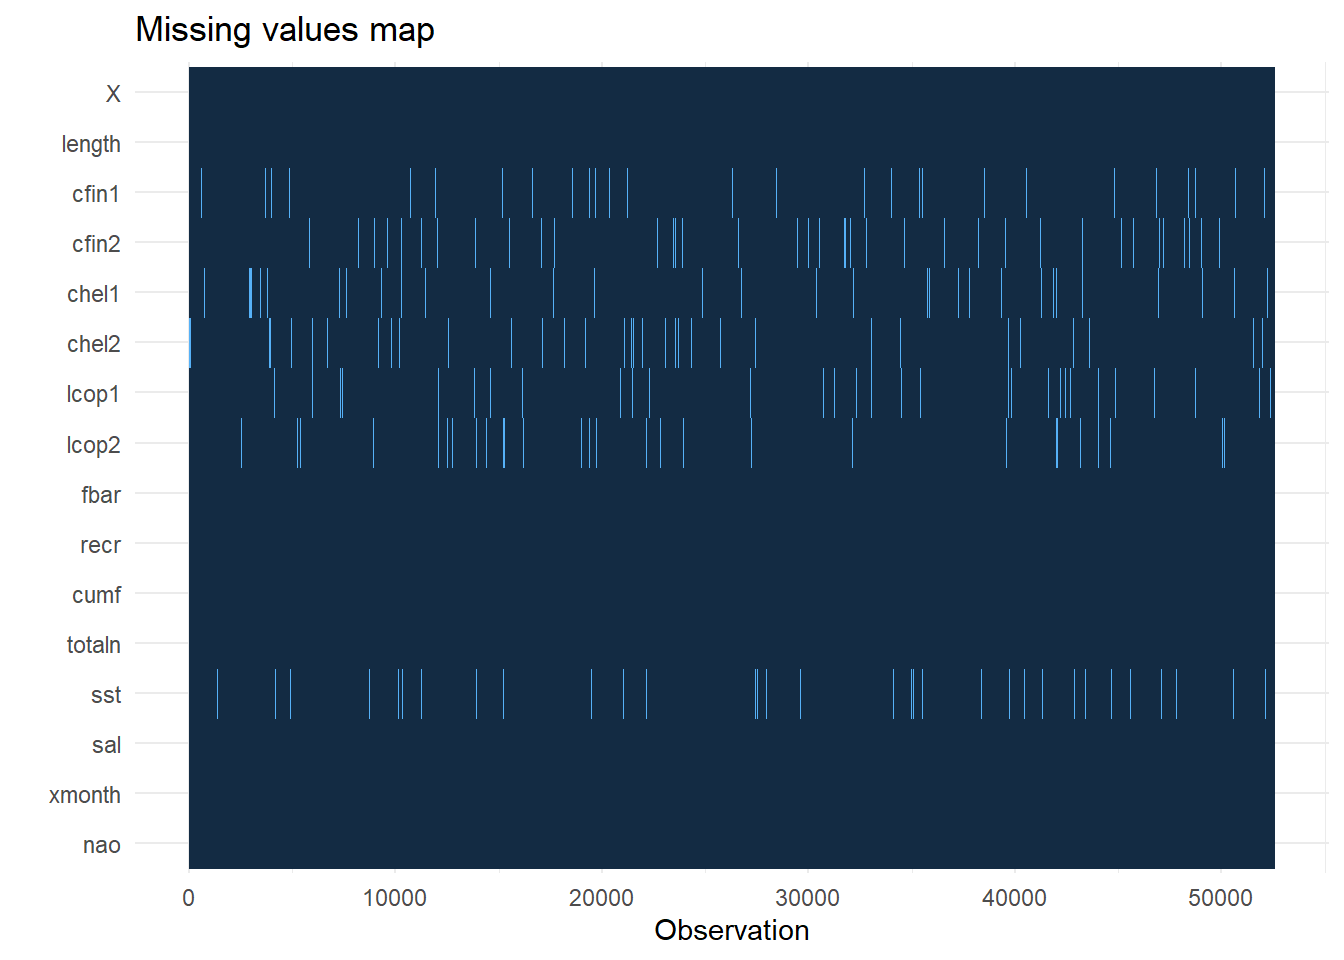 Missing values map
X
length
cfin1
cfin2
chel1
chel2
lcop1
lcop2
fbar
recr
cumf
totaln
sst
sal
xmonth
nao
0 10000 20000 30000 40000 50000
Observation